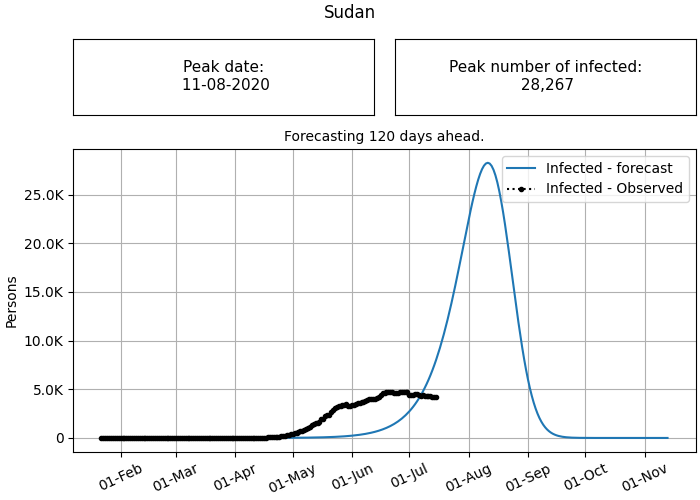 Sudan
Peak date:
11-08-2020
Peak number of infected:
28,267
Forecasting 120 days ahead.
Infected - forecast
Infected - Observed
Persons
25.0K
20.0K
15.0K
10.0K
5.0K
0
01-Feb
01-Mar
01-Apr
01-May
01-Jun
01-Jul
01-Aug
01-Sep
01-Oct
01-Nov